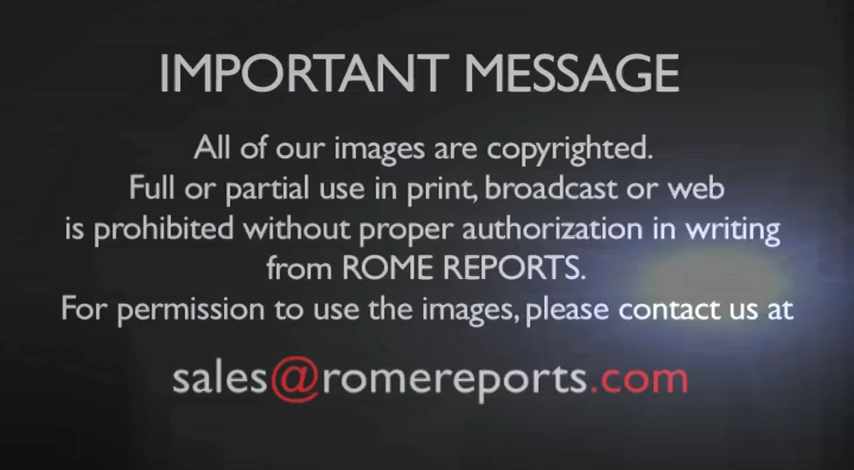 IMPORTANT MESSAGE
All of our images are copyrighted.
Full or partial use in print, broadcast or web
is prohibited without proper authorization in writing
from ROME REPORTS.
For permission to use the images, please contact us at
sales@romereports.com